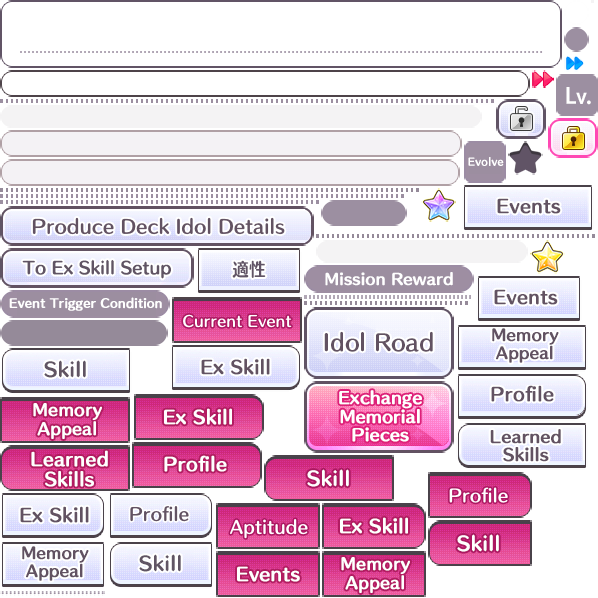 Lv.
Evolve
Events
Produce Deck Idol Details
To Ex Skill Setup
適性
Mission Reward
Events
Event Trigger Condition
Current Event
Idol Road
Memory
Appeal
Skill
Ex Skill
Exchange
Memorial
Pieces
Profile
Memory
Appeal
Ex Skill
Learned
Skills
Learned
Skills
Profile
Skill
Profile
Ex Skill
Profile
Aptitude
Ex Skill
Skill
Memory
Appeal
Skill
Events
Memory
Appeal